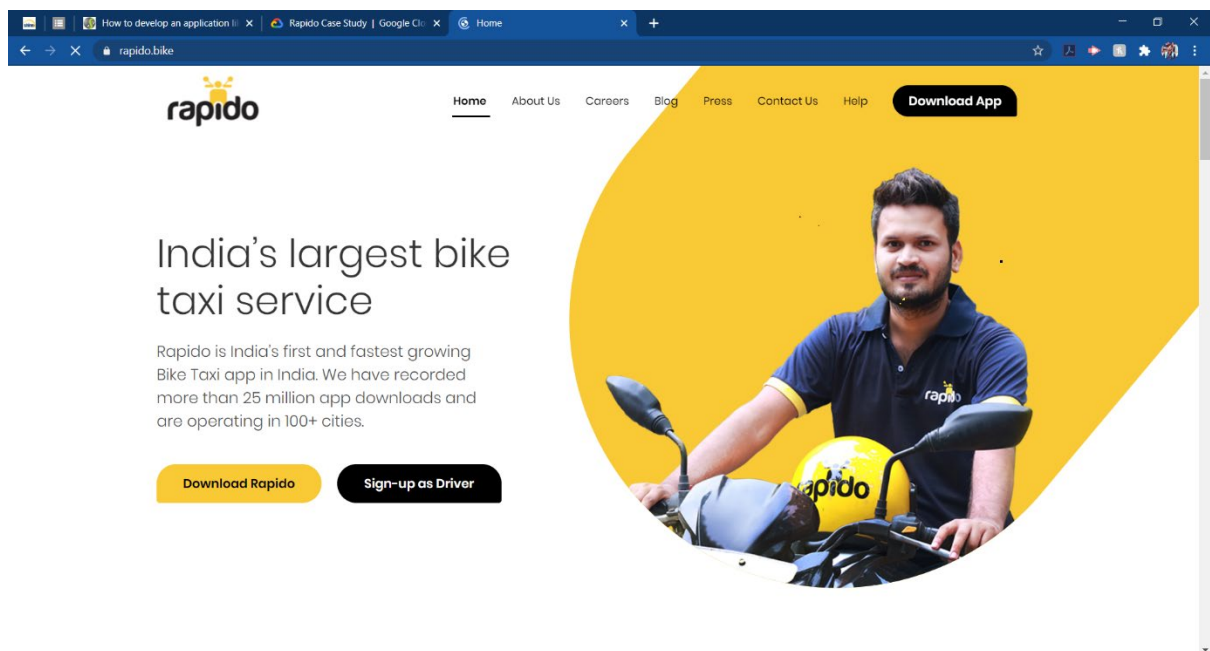 How to develop an application li
Rapido Case Study | Google Clo
Home
rapido.bike
rapido
Home About Us Careers Blog Press Contact Us Help Download App
India's largest bike
taxi service
Rapido is India's first and fastest growing
Bike Taxi app in India. We have recorded
more than 25 million app downloads and
are operating in 100+ cities.
Download Rapido Sign-up as Driver
rapido
rapido